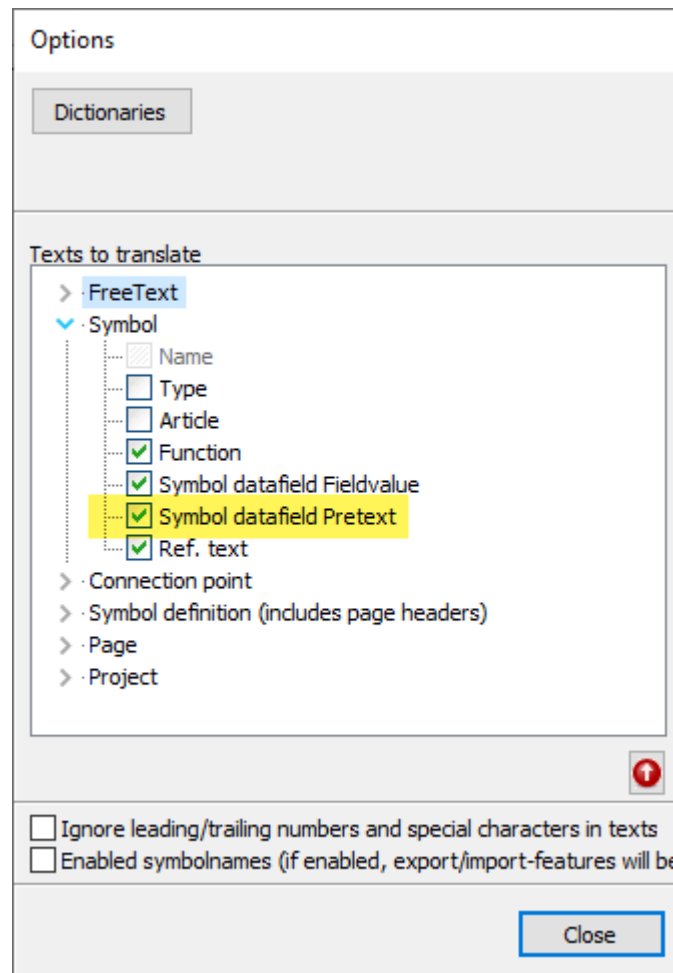 Options
Dictionaries
Texts to translate
FreeText
Symbol
Name
Type
Article
Function
Symbol datafield Fieldvalue
Symbol datafield Pretext
Ref. text
Connection point
Symbol definition (includes page headers)
Page
Project
Ignore leading/trailing numbers and special characters in texts
Enabled symbolnames (if enabled, export/import-features will be
Close